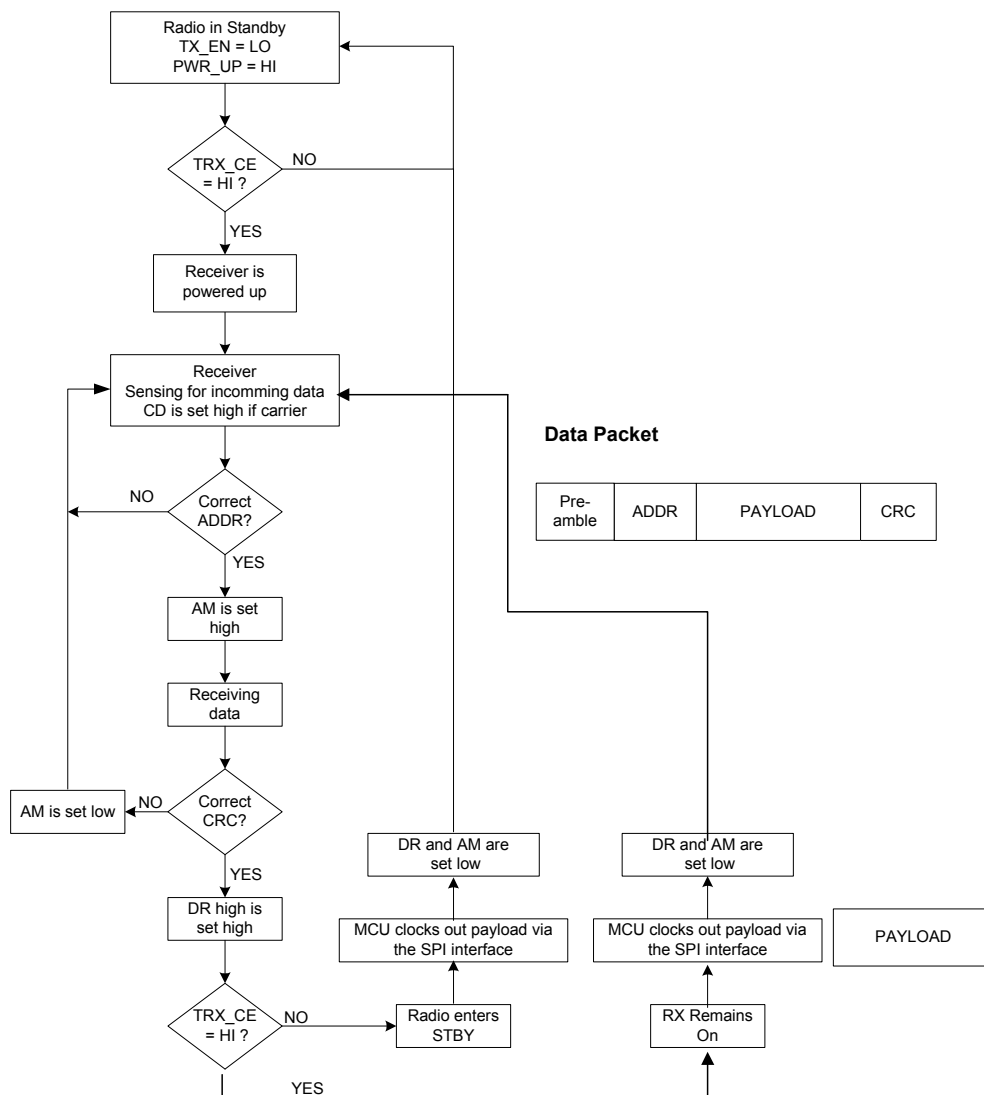 Radio in Standby
TX_EN = LO
PWR_UP = HI
TRX_CE
= HI ?
NO
YES
Receiver is
powered up
Receiver
Sensing for incomming data
CD is set high if carrier
Data Packet
Pre-
amble
ADDR
PAYLOAD
CRC
NO
Correct
ADDR?
YES
AM is set
high
Receiving
data
AM is set low
NO
Correct
CRC?
YES
DR high is
set high
DR and AM are
set low
DR and AM are
set low
MCU clocks out payload via
the SPI interface
MCU clocks out payload via
the SPI interface
PAYLOAD
TRX_CE
= HI ?
NO
Radio enters
STBY
RX Remains
On
YES